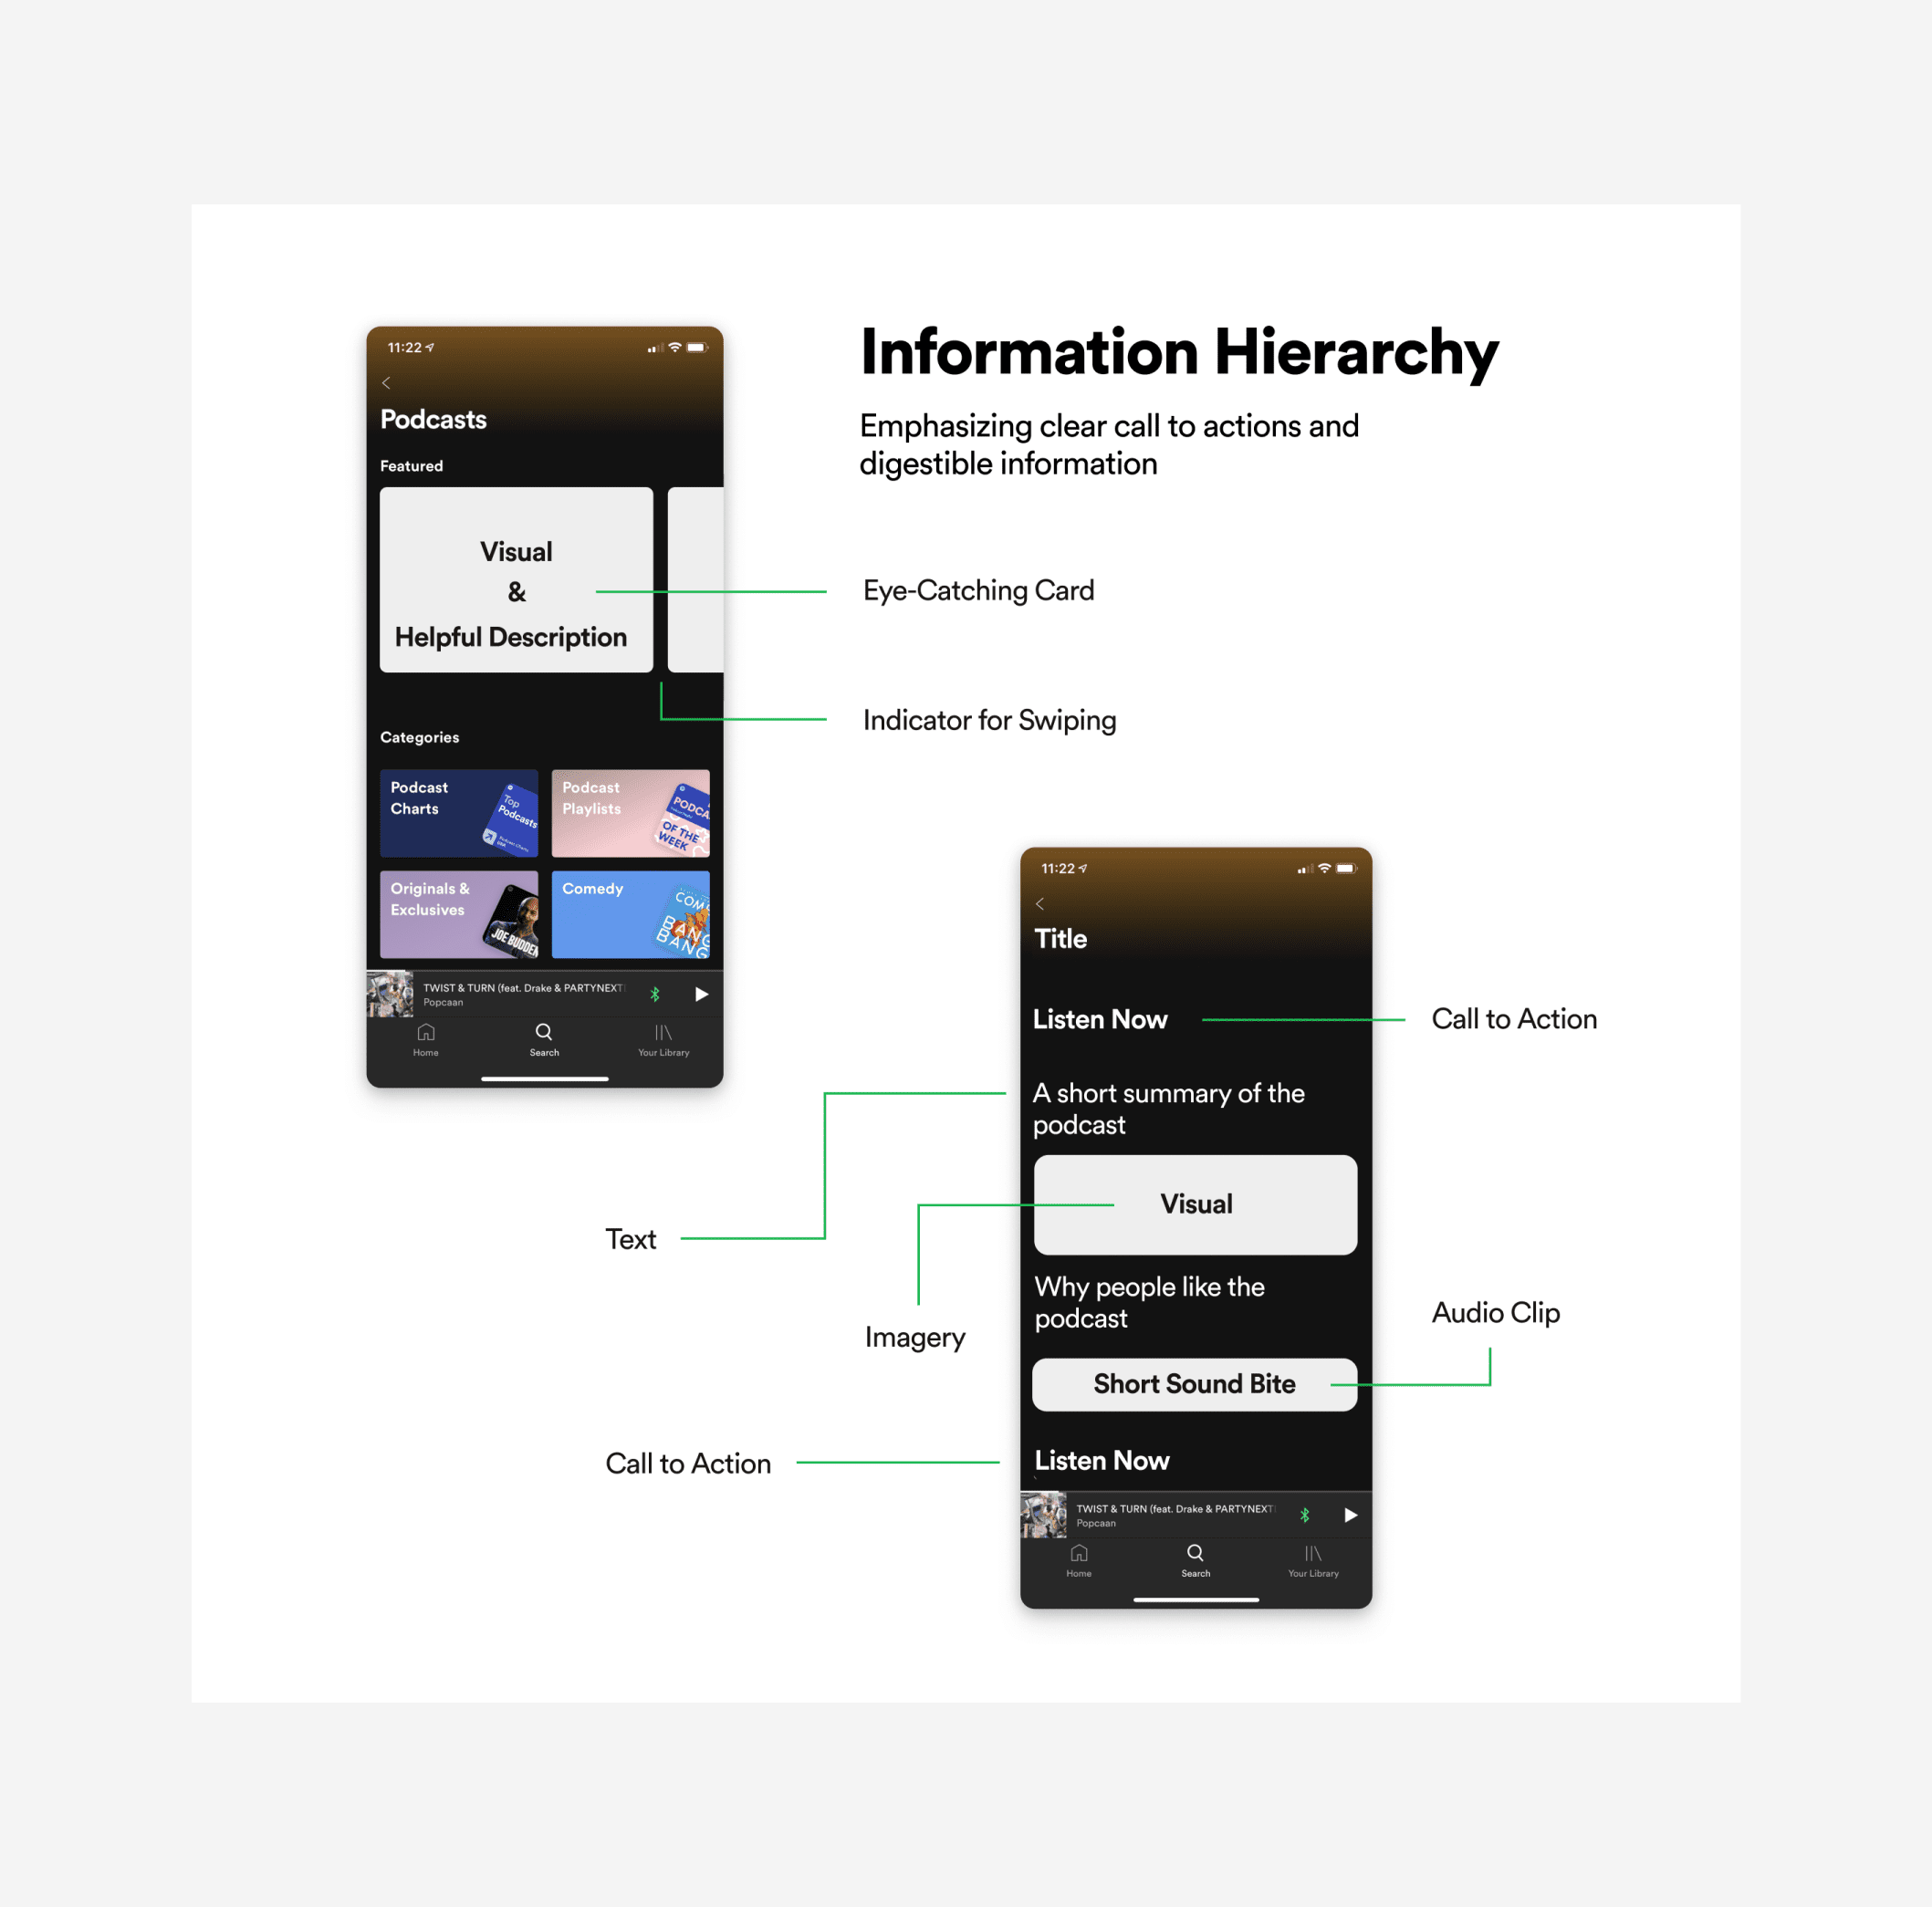 11:22
Podcasts
Featured
Visual
&
Helpful Description
Categories
Podcast
Charts
Top
Podcasts
Podcast Charts
USA
Podcast
Playlists
PODCA
OF THE
WEEK
Originals &
Exclusives
JOE BUDDEN
Comedy
COM
BANG
BANG
TWIST & TURN (feat. Drake & PARTYNEXT
Popcaan
Home
Search
Your Library
Information Hierarchy
Emphasizing clear call to actions and
digestible information
Eye-Catching Card
Indicator for Swiping
11:22
Title
Listen Now
A short summary of the
podcast
Visual
Why people like the
podcast
Short Sound Bite
Listen Now
TWIST & TURN (feat. Drake & PARTYNEXT
Popcaan
Home
Search
Your Library
Call to Action
Text
Imagery
Audio Clip
Call to Action